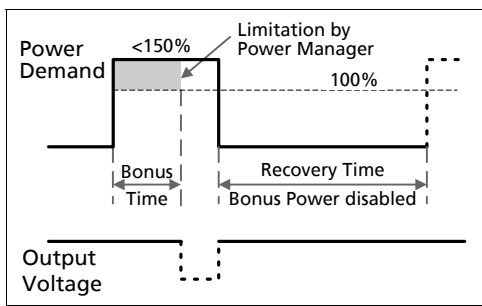 Power
Demand
<150%
Limitation by
Power Manager
100%
Bonus
Time
Recovery Time
Bonus Power disabled
Output
Voltage